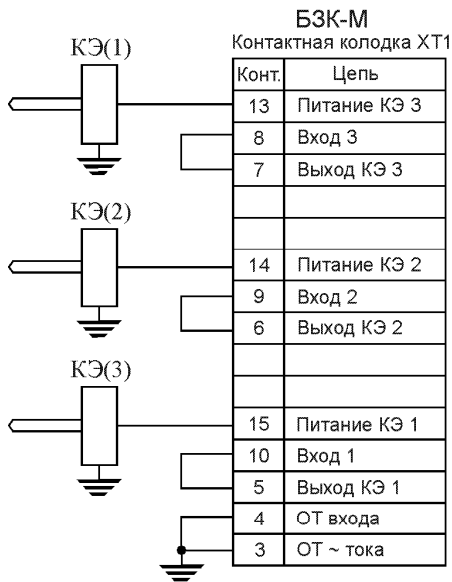 БЗК-М
Контактная колодка XT1
КЭ(1)
Конт. Цепь
13 Питание КЭ 3
8 Вход 3
7 Выход КЭ 3
КЭ(2)
14 Питание КЭ 2
9 Вход 2
6 Выход КЭ 2
КЭ(3)
15 Питание КЭ 1
10 Вход 1
5 Выход КЭ 1
4 ОТ входа
3 ОТ ~ тока